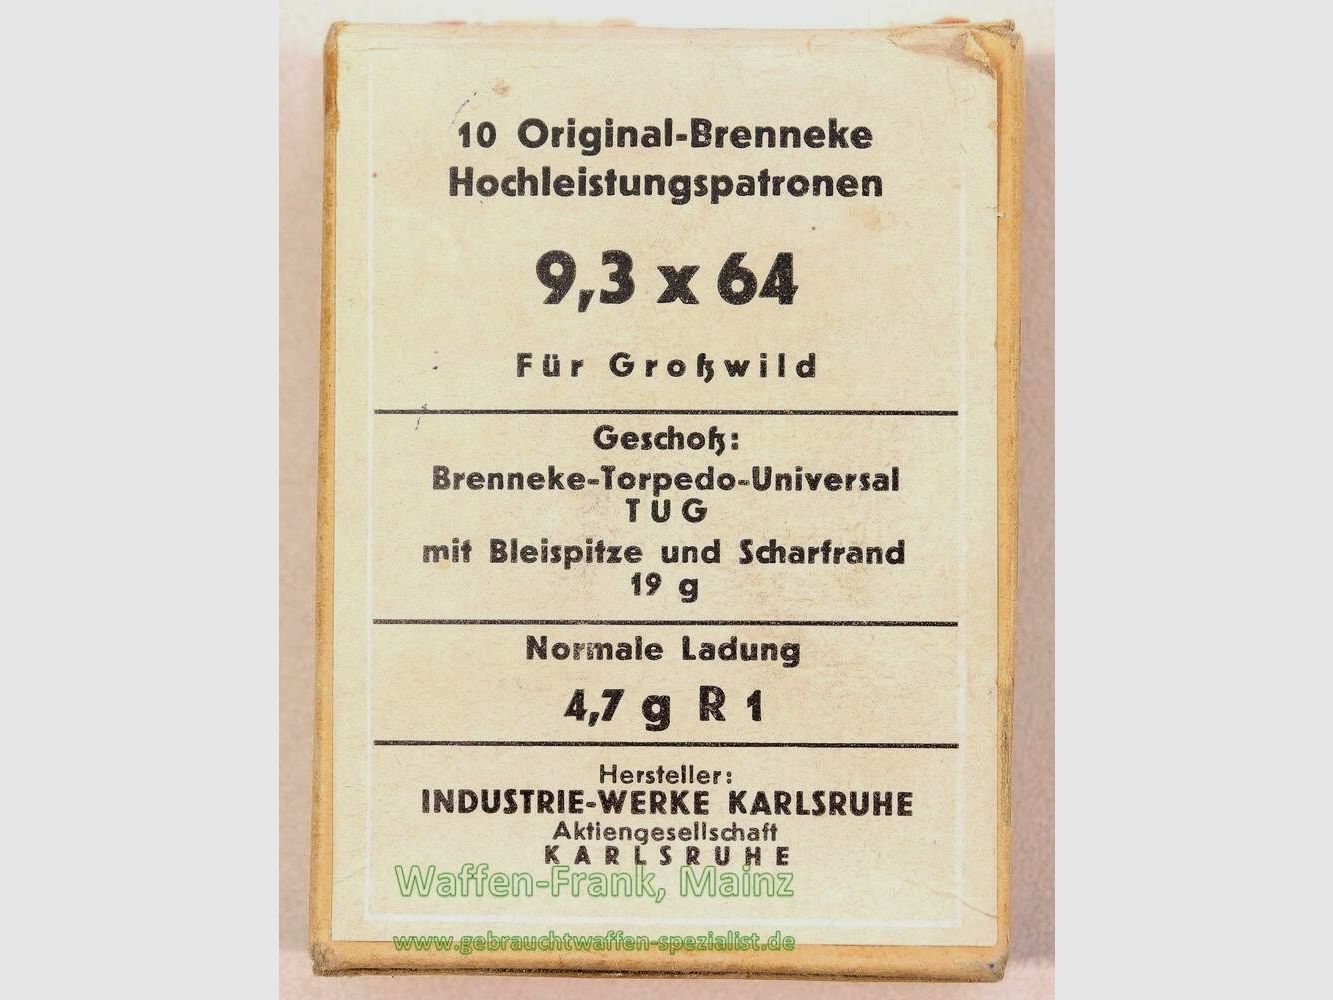 10 Original-Brenneke
Hochleistungspatronen
9,3 x 64
Für Großwild
Geschoß:
Brenneke-Torpedo-Universal
TUG
mit Bleispitze und Scharfrand
19 g
Normale Ladung
4,7 g R 1
Hersteller:
INDUSTRIE-WERKE KARLSRUHE
Aktiengesellschaft
KARLSRUHE
Waffen-Frank, Mainz
www.gebrauchtwaffen-spezialist.de